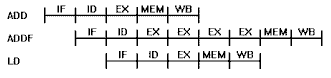 ADD IF ID EX MEM WB
ADDF IF ID EX EX EX EX MEM WB
LD IF ID EX MEM WB